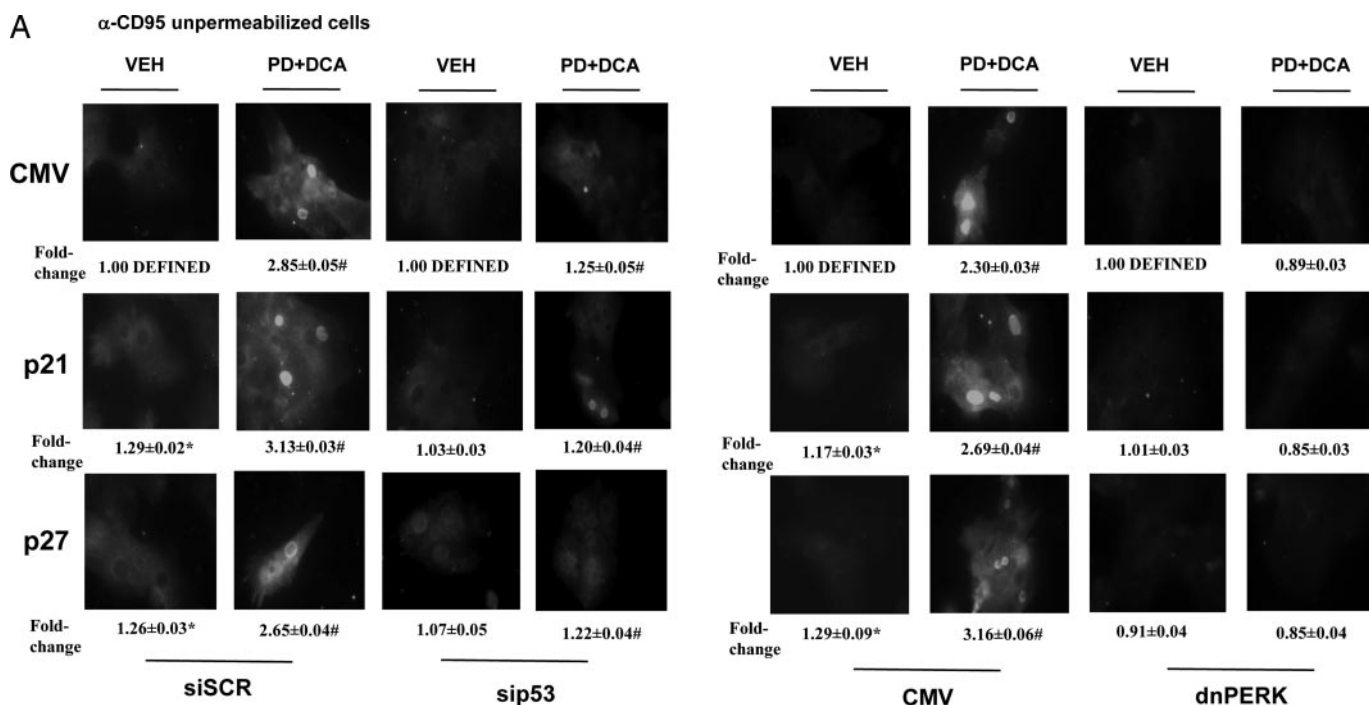 A
α-CD95 unpermeabilized cells
VEH PD+DCA VEH PD+DCA VEH PD+DCA VEH PD+DCA
CMV
Fold-change 1.00 DEFINED 2.85±0.05# 1.00 DEFINED 1.25±0.05# Fold-change 1.00 DEFINED 2.30±0.03# 1.00 DEFINED 0.89±0.03
p21
Fold-change 1.29±0.02* 3.13±0.03# 1.03±0.03 1.20±0.04# Fold-change 1.17±0.03* 2.69±0.04# 1.01±0.03 0.85±0.03
p27
Fold-change 1.26±0.03* 2.65±0.04# 1.07±0.05 1.22±0.04# Fold-change 1.29±0.09* 3.16±0.06# 0.91±0.04 0.85±0.04
siSCR sip53 CMV dnPERK